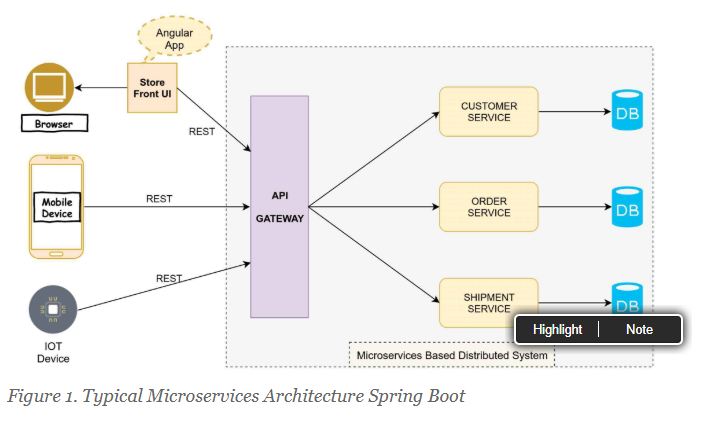 Angular
App
Store
Front UI
Browser
REST
Mobile
Device
REST
REST
IOT
Device
API
GATEWAY
CUSTOMER
SERVICE
DB
ORDER
SERVICE
DB
SHIPMENT
SERVICE
DB
Highlight Note
Microservices Based Distributed System
Figure 1. Typical Microservices Architecture Spring Boot